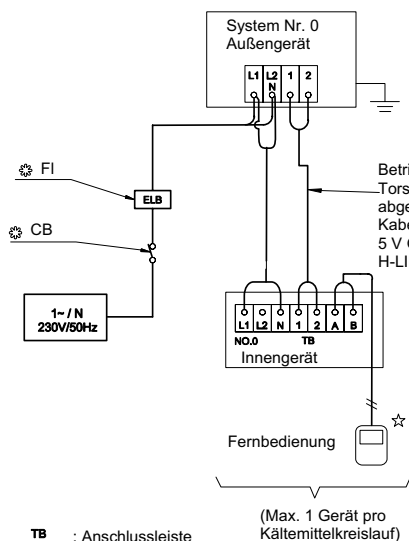 System Nr. 0
Außengerät
L1 L2 1 2
N
FI
ELB
CB
1~ / N
230V/50Hz
Betri
Tors
abge
Kabe
5 V
H-LI
L1 L2 N 1 2 A B
NO.0 TB
Innengerät
Fernbedienung
(Max. 1 Gerät pro
Kältemittelkreislauf)
TB : Anschlussleiste